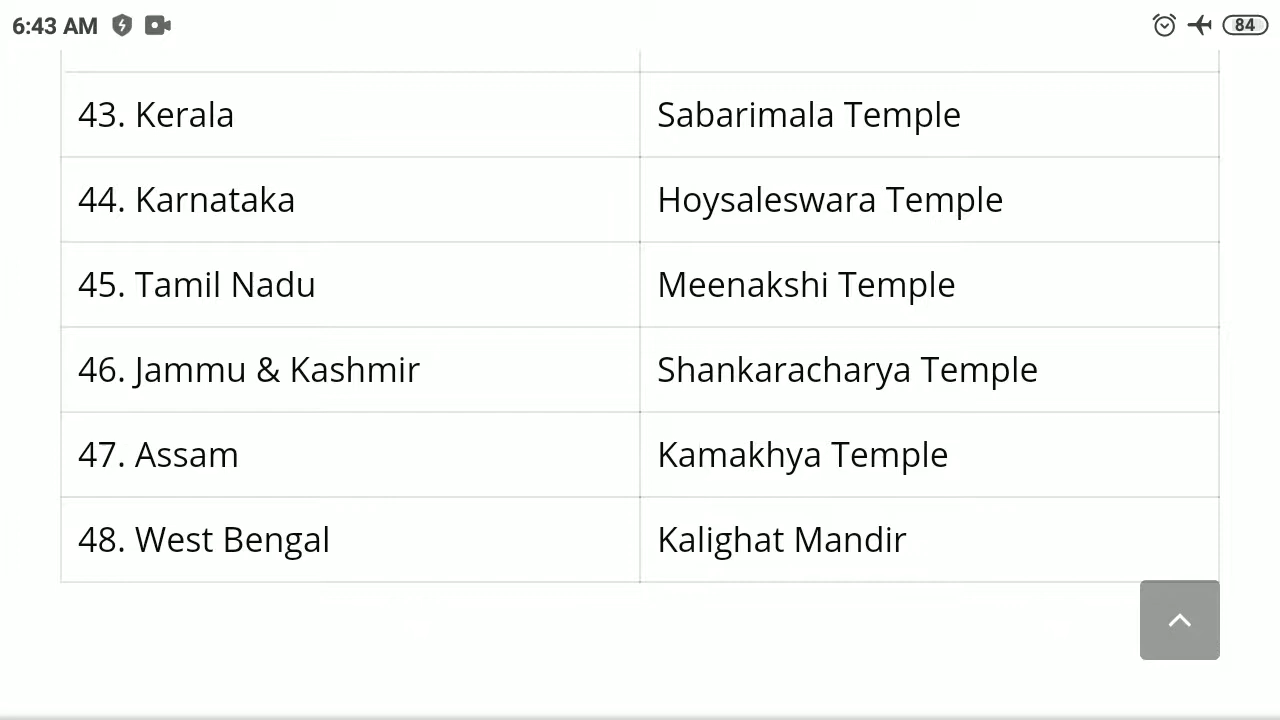 6:43 AM
84
43. Kerala Sabarimala Temple
44. Karnataka Hoysaleswara Temple
45. Tamil Nadu Meenakshi Temple
46. Jammu & Kashmir Shankaracharya Temple
47. Assam Kamakhya Temple
48. West Bengal Kalighat Mandir